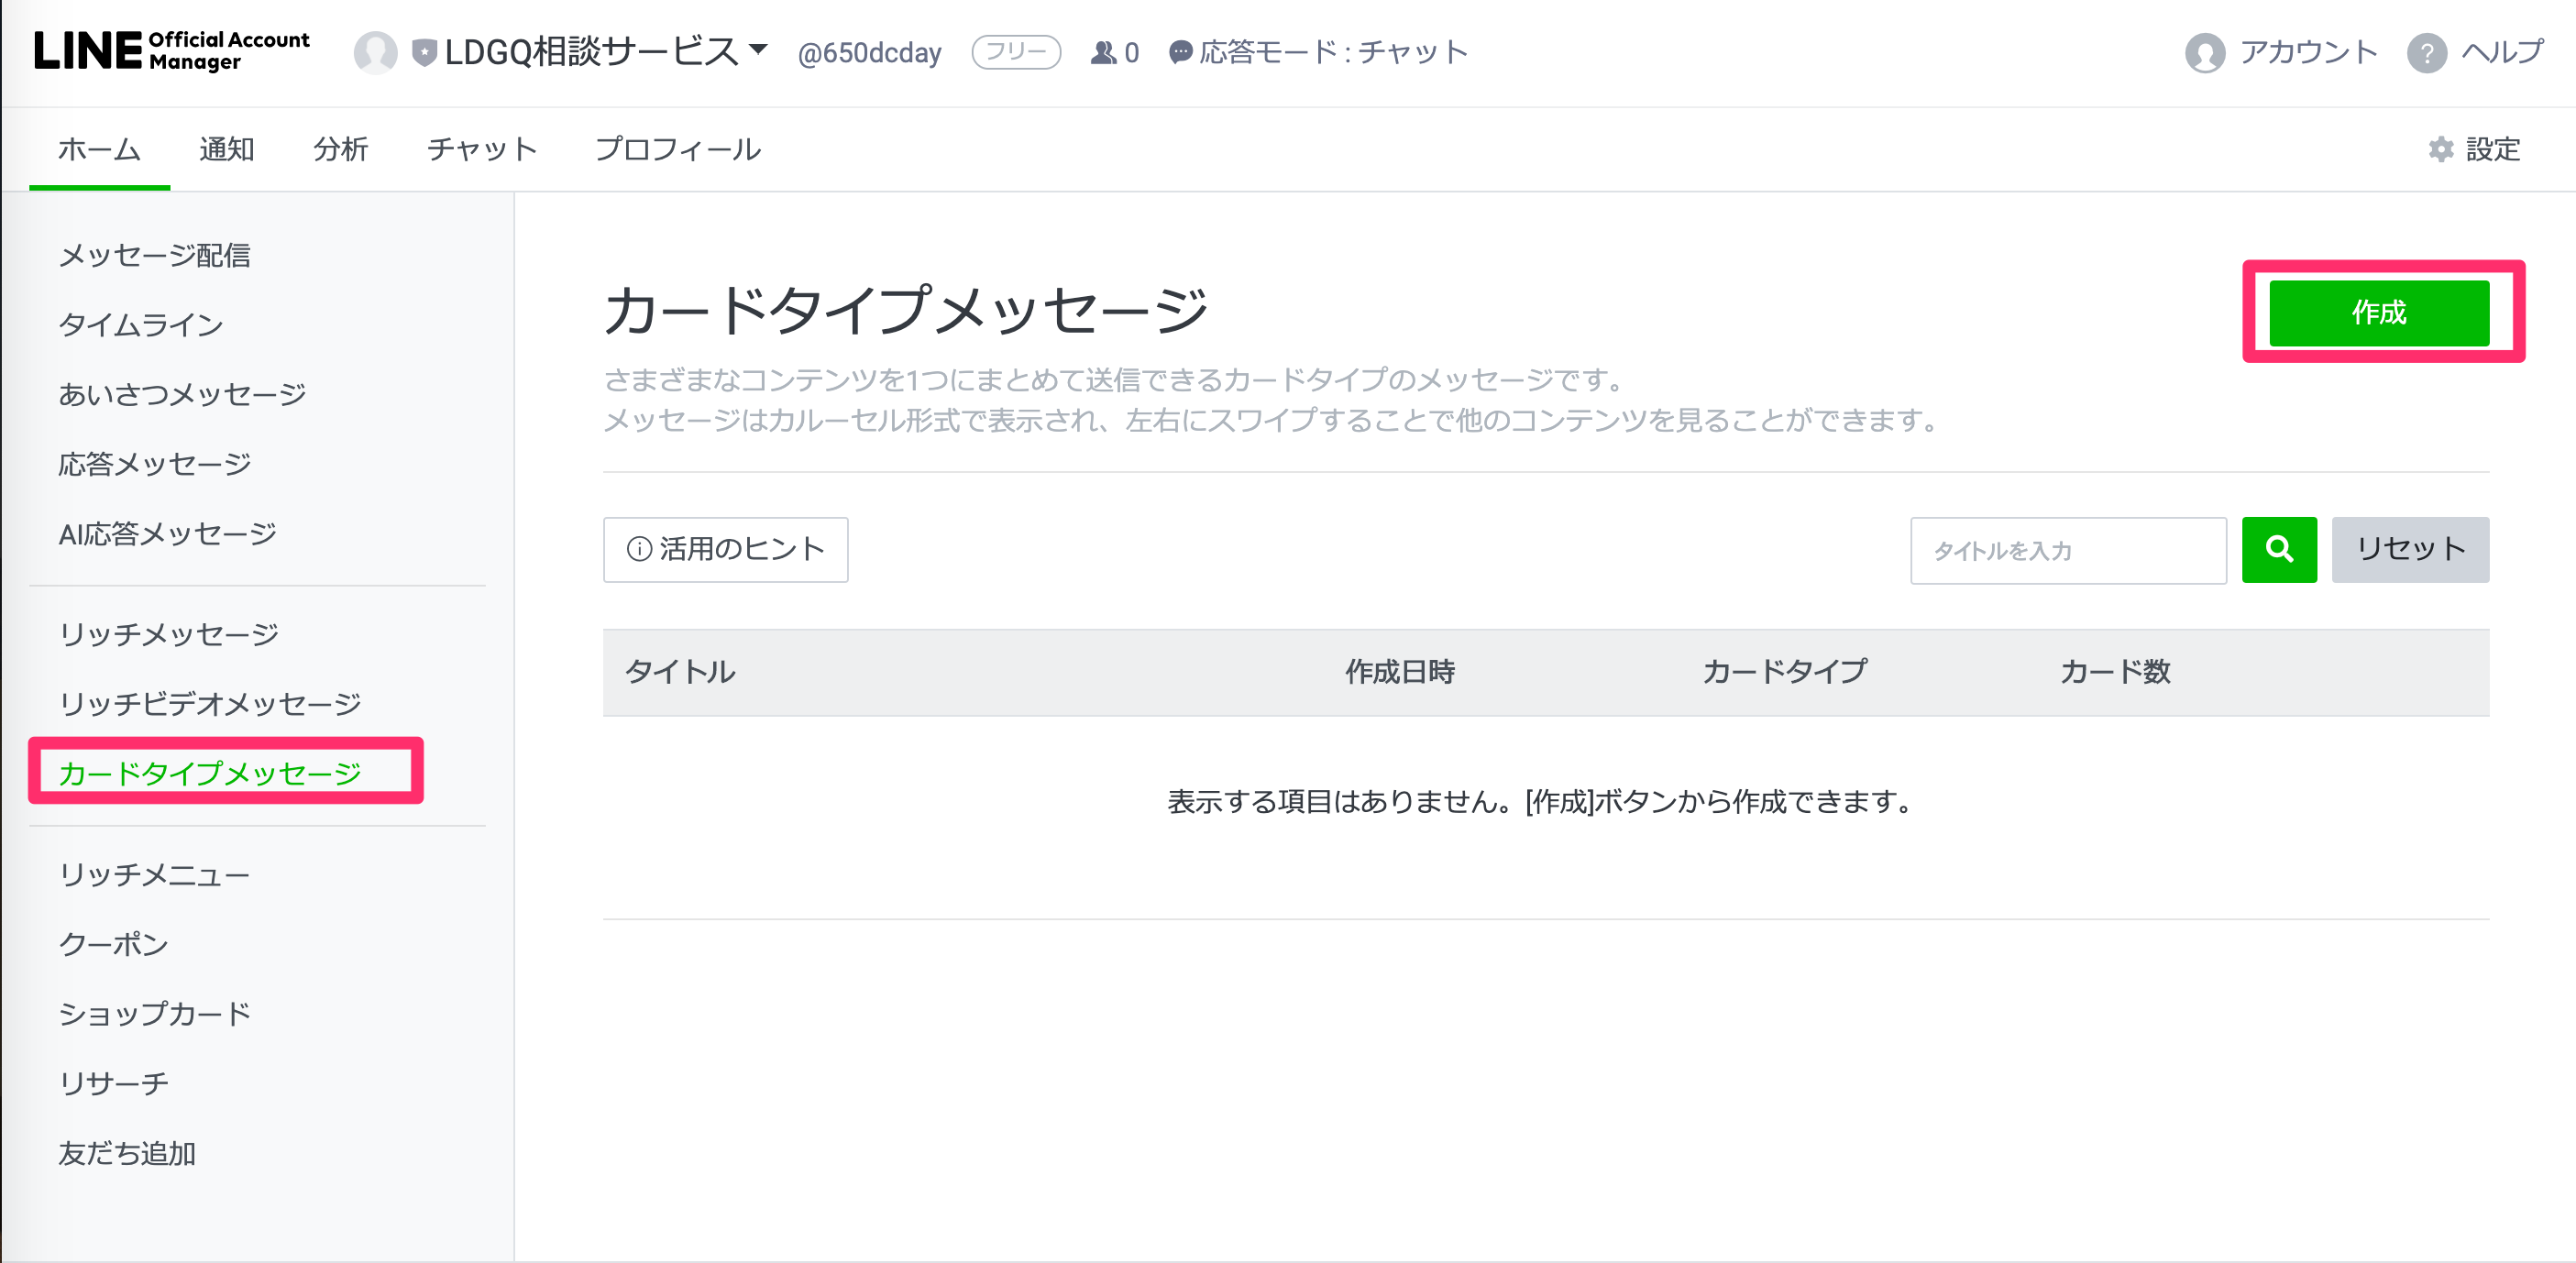 LINE Official Account Manager
LDGQ相談サービス
@650dcday
フリー
0
応答モード : チャット
アカウント
? ヘルプ
ホーム
通知
分析
チャット
プロフィール
設定
メッセージ配信
タイムライン
あいさつメッセージ
応答メッセージ
AI応答メッセージ
リッチメッセージ
リッチビデオメッセージ
カードタイプメッセージ
リッチメニュー
クーポン
ショップカード
リサーチ
友だち追加
カードタイプメッセージ
作成
さまざまなコンテンツを1つにまとめて送信できるカードタイプのメッセージです。
メッセージはカルーセル形式で表示され、左右にスワイプすることで他のコンテンツを見ることができます。
活用のヒント
タイトルを入力
リセット
タイトル
作成日時
カードタイプ
カード数
表示する項目はありません。[作成]ボタンから作成できます。